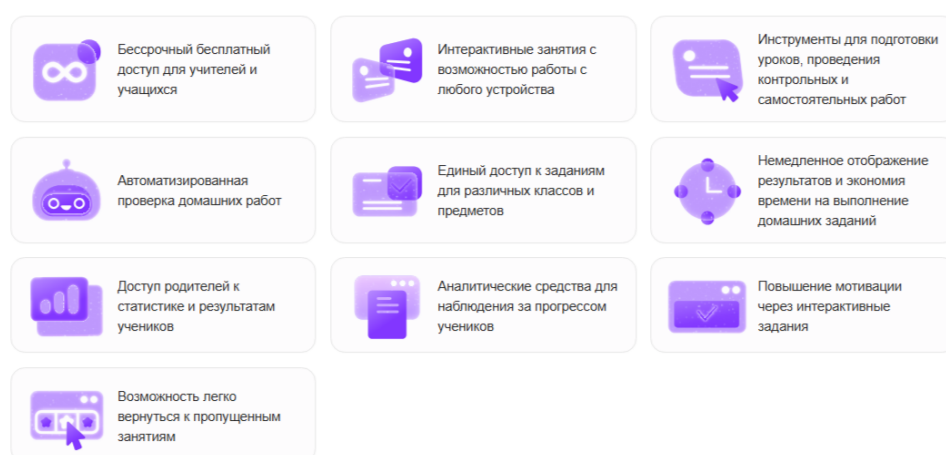 Бессрочный бесплатный
доступ для учителей и
учащихся
Интерактивные занятия с
возможностью работы с
любого устройства
Инструменты для подготовки
уроков, проведения
контрольных и
самостоятельных работ
Автоматизированная
проверка домашних работ
Единый доступ к заданиям
для различных классов и
предметов
Немедленное отображение
результатов и экономия
времени на выполнение
домашних заданий
Доступ родителей к
статистике и результатам
учеников
Аналитические средства для
наблюдения за прогрессом
учеников
Повышение мотивации
через интерактивные
задания
Возможность легко
вернуться к пропущенным
занятиям